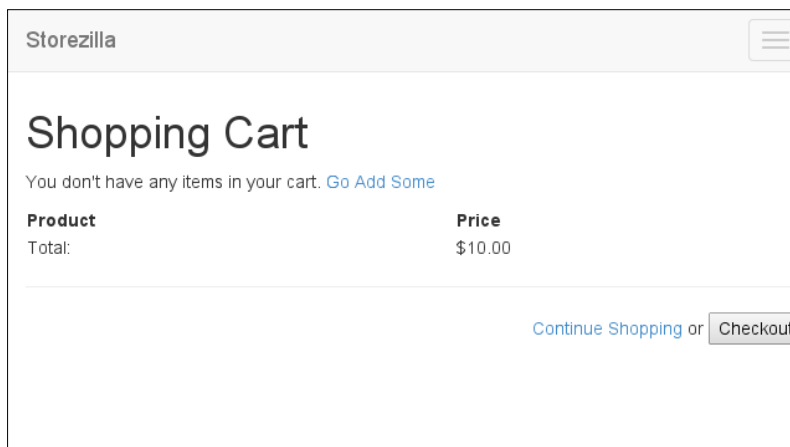 Storezilla
Shopping Cart
You don't have any items in your cart. Go Add Some
Product Price
Total: $10.00
Continue Shopping or Checkout